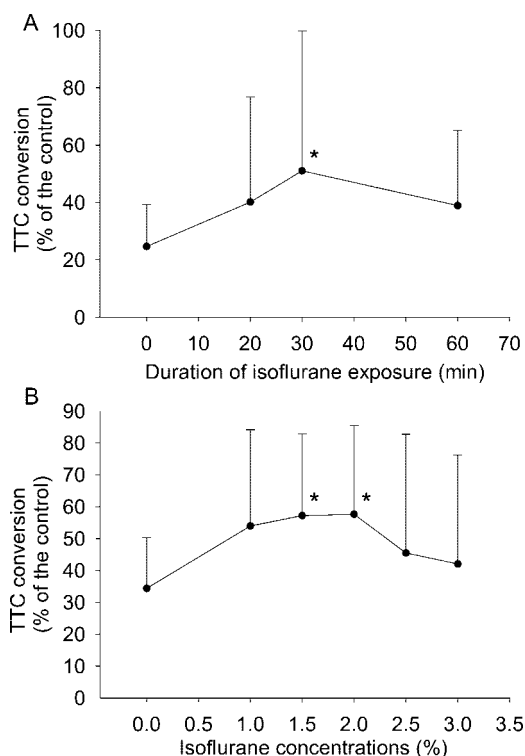 A
TTC conversion
(% of the control)
100
80
60
40
20
0
*
0 10 20 30 40 50 60 70
Duration of isoflurane exposure (min)
B
TTC conversion
(% of the control)
90
80
70
60
50
40
30
20
10
0
* *
0.0 0.5 1.0 1.5 2.0 2.5 3.0 3.5
Isoflurane concentrations (%)